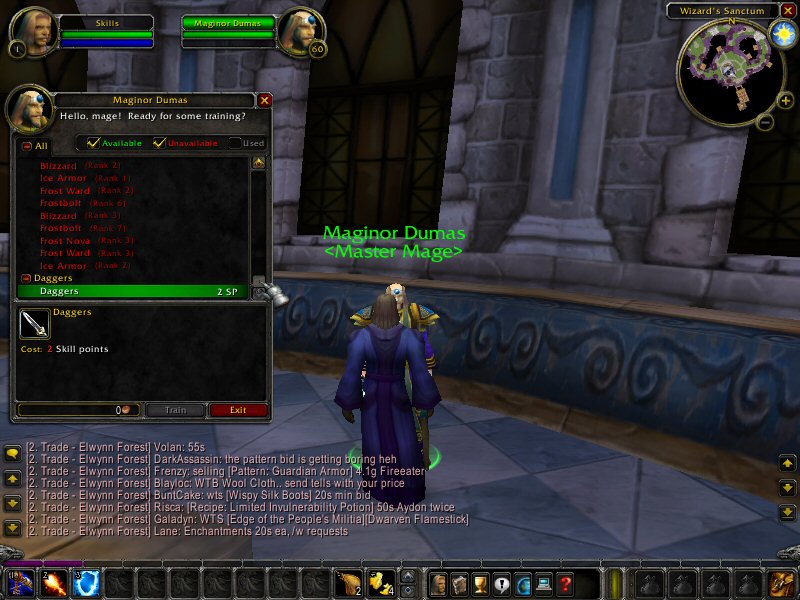 Skills
Maginor Dumas
Wizard's Sanctum
N
1
60
Maginor Dumas
Hello, mage! Ready for some training?
All
Available
Unavailable
Used
Blizzard (Rank 2)
Ice Armor (Rank 1)
Frost Ward (Rank 2)
Frostbolt (Rank 6)
Blizzard (Rank 3)
Frostbolt (Rank 7)
Frost Nova (Rank 3)
Frost Ward (Rank 3)
Ice Armor (Rank 2)
Daggers
Daggers 2 SP
Daggers
Cost: 2 Skill points
0
Train
Exit
Maginor Dumas
<Master Mage>
[2. Trade - Elwynn Forest] Volan: 55s
[2. Trade - Elwynn Forest] DarkAssassin: the pattern bid is getting boring heh
[2. Trade - Elwynn Forest] Frenzy: selling [Pattern: Guardian Armor] 4.1g Fireeater
[2. Trade - Elwynn Forest] Blayloc: WTB Wool Cloth.. send tells with your price
[2. Trade - Elwynn Forest] BuntCake: wts [Wispy Silk Boots] 20s min bid
[2. Trade - Elwynn Forest] Risca: [Recipe: Limited Invulnerability Potion] 50s Aydon twice
[2. Trade - Elwynn Forest] Galadyn: WTS [Edge of the People's Militia][Dwarven Flamestick]
[2. Trade - Elwynn Forest] Lane: Enchantments 20s ea, /w requests
1
2
3
2
4